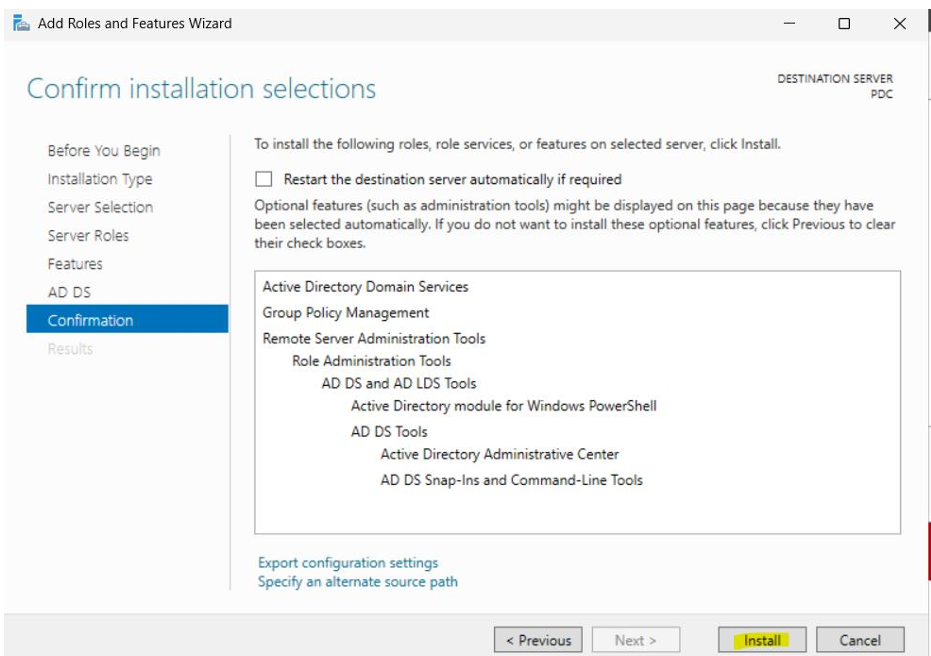 Add Roles and Features Wizard
Confirm installation selections
DESTINATION SERVER
PDC
Before You Begin
Installation Type
Server Selection
Server Roles
Features
AD DS
Confirmation
Results
To install the following roles, role services, or features on selected server, click Install.
Restart the destination server automatically if required
Optional features (such as administration tools) might be displayed on this page because they have
been selected automatically. If you do not want to install these optional features, click Previous to clear
their check boxes.
Active Directory Domain Services
Group Policy Management
Remote Server Administration Tools
Role Administration Tools
AD DS and AD LDS Tools
Active Directory module for Windows PowerShell
AD DS Tools
Active Directory Administrative Center
AD DS Snap-Ins and Command-Line Tools
Export configuration settings
Specify an alternate source path
< Previous
Next >
Install
Cancel